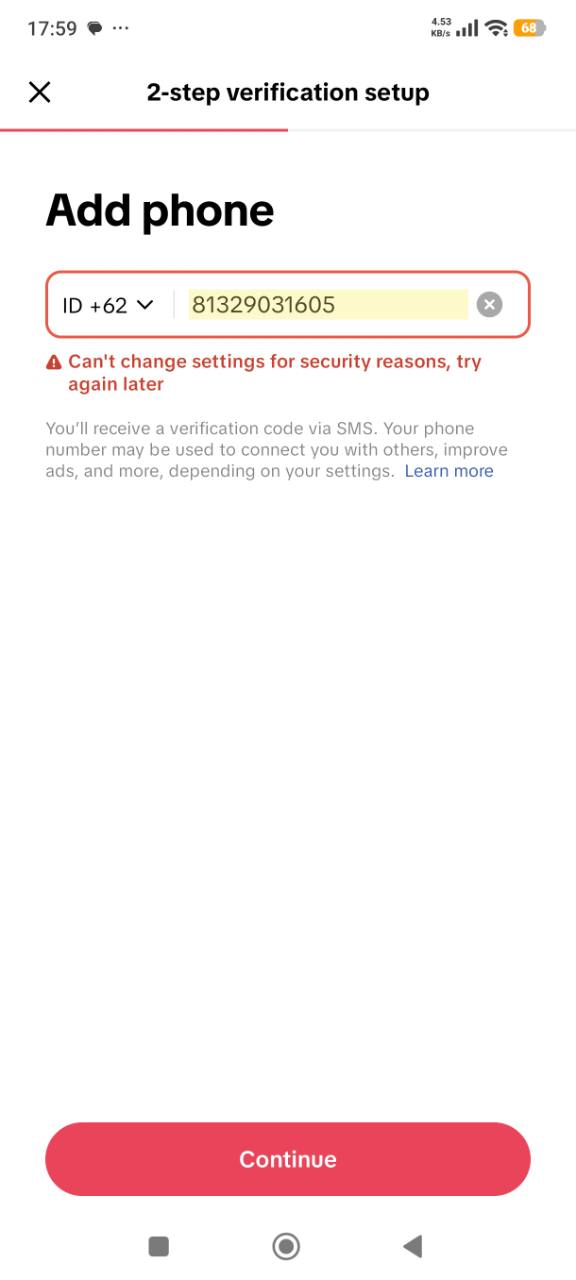 17:59
4.53
KB/s
68
2-step verification setup
Add phone
ID +62
81329031605
Can't change settings for security reasons, try
again later
You’ll receive a verification code via SMS. Your phone
number may be used to connect you with others, improve
ads, and more, depending on your settings. Learn more
Continue